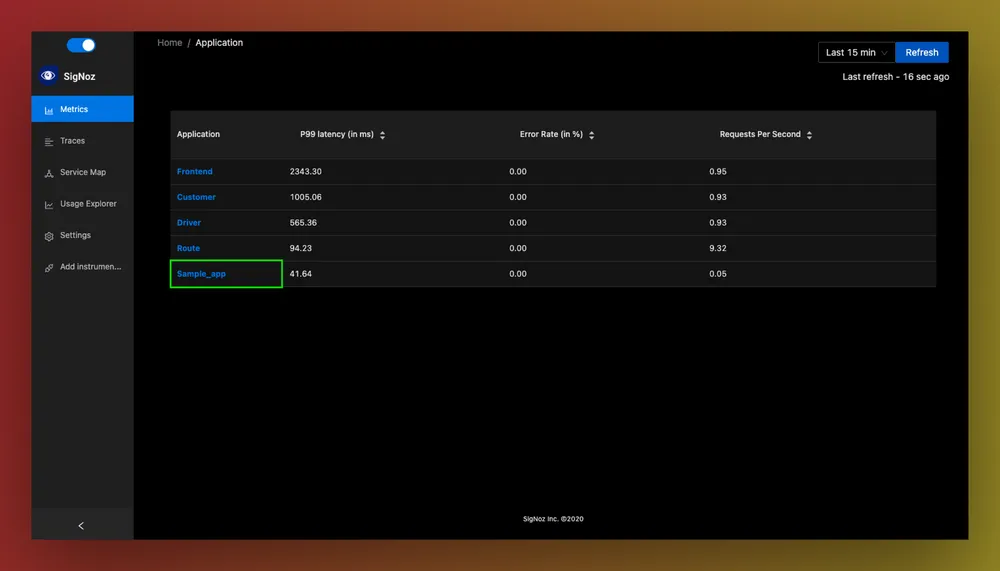 Home / Application
Last 15 min
Refresh
SigNoz
Last refresh - 16 sec ago
Metrics
Traces
Service Map
Usage Explorer
Settings
Add instrumen...
Application P99 latency (in ms) Error Rate (in %) Requests Per Second
Frontend 2343.30 0.00 0.95
Customer 1005.06 0.00 0.93
Driver 565.36 0.00 0.93
Route 94.23 0.00 9.32
Sample_app 41.64 0.00 0.05
SigNoz Inc. ©2020